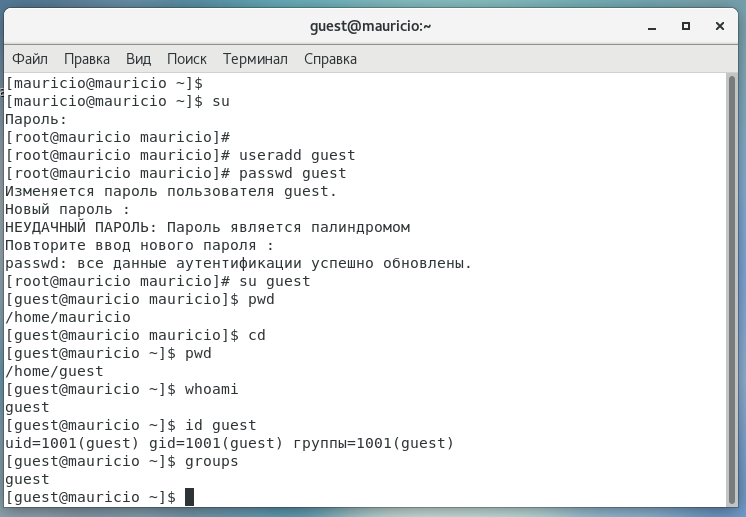 guest@mauricio:~
Файл Правка Вид Поиск Терминал Справка
[mauricio@mauricio ~]$
[mauricio@mauricio ~]$ su
Пароль:
[root@mauricio mauricio]#
[root@mauricio mauricio]# useradd guest
[root@mauricio mauricio]# passwd guest
Изменяется пароль пользователя guest.
Новый пароль :
НЕУДАЧНЫЙ ПАРОЛЬ: Пароль является палиндромом
Повторите ввод нового пароля :
passwd: все данные аутентификации успешно обновлены.
[root@mauricio mauricio]# su guest
[guest@mauricio mauricio]$ pwd
/home/mauricio
[guest@mauricio mauricio]$ cd
[guest@mauricio ~]$ pwd
/home/guest
[guest@mauricio ~]$ whoami
guest
[guest@mauricio ~]$ id guest
uid=1001(guest) gid=1001(guest) группы=1001(guest)
[guest@mauricio ~]$ groups
guest
[guest@mauricio ~]$